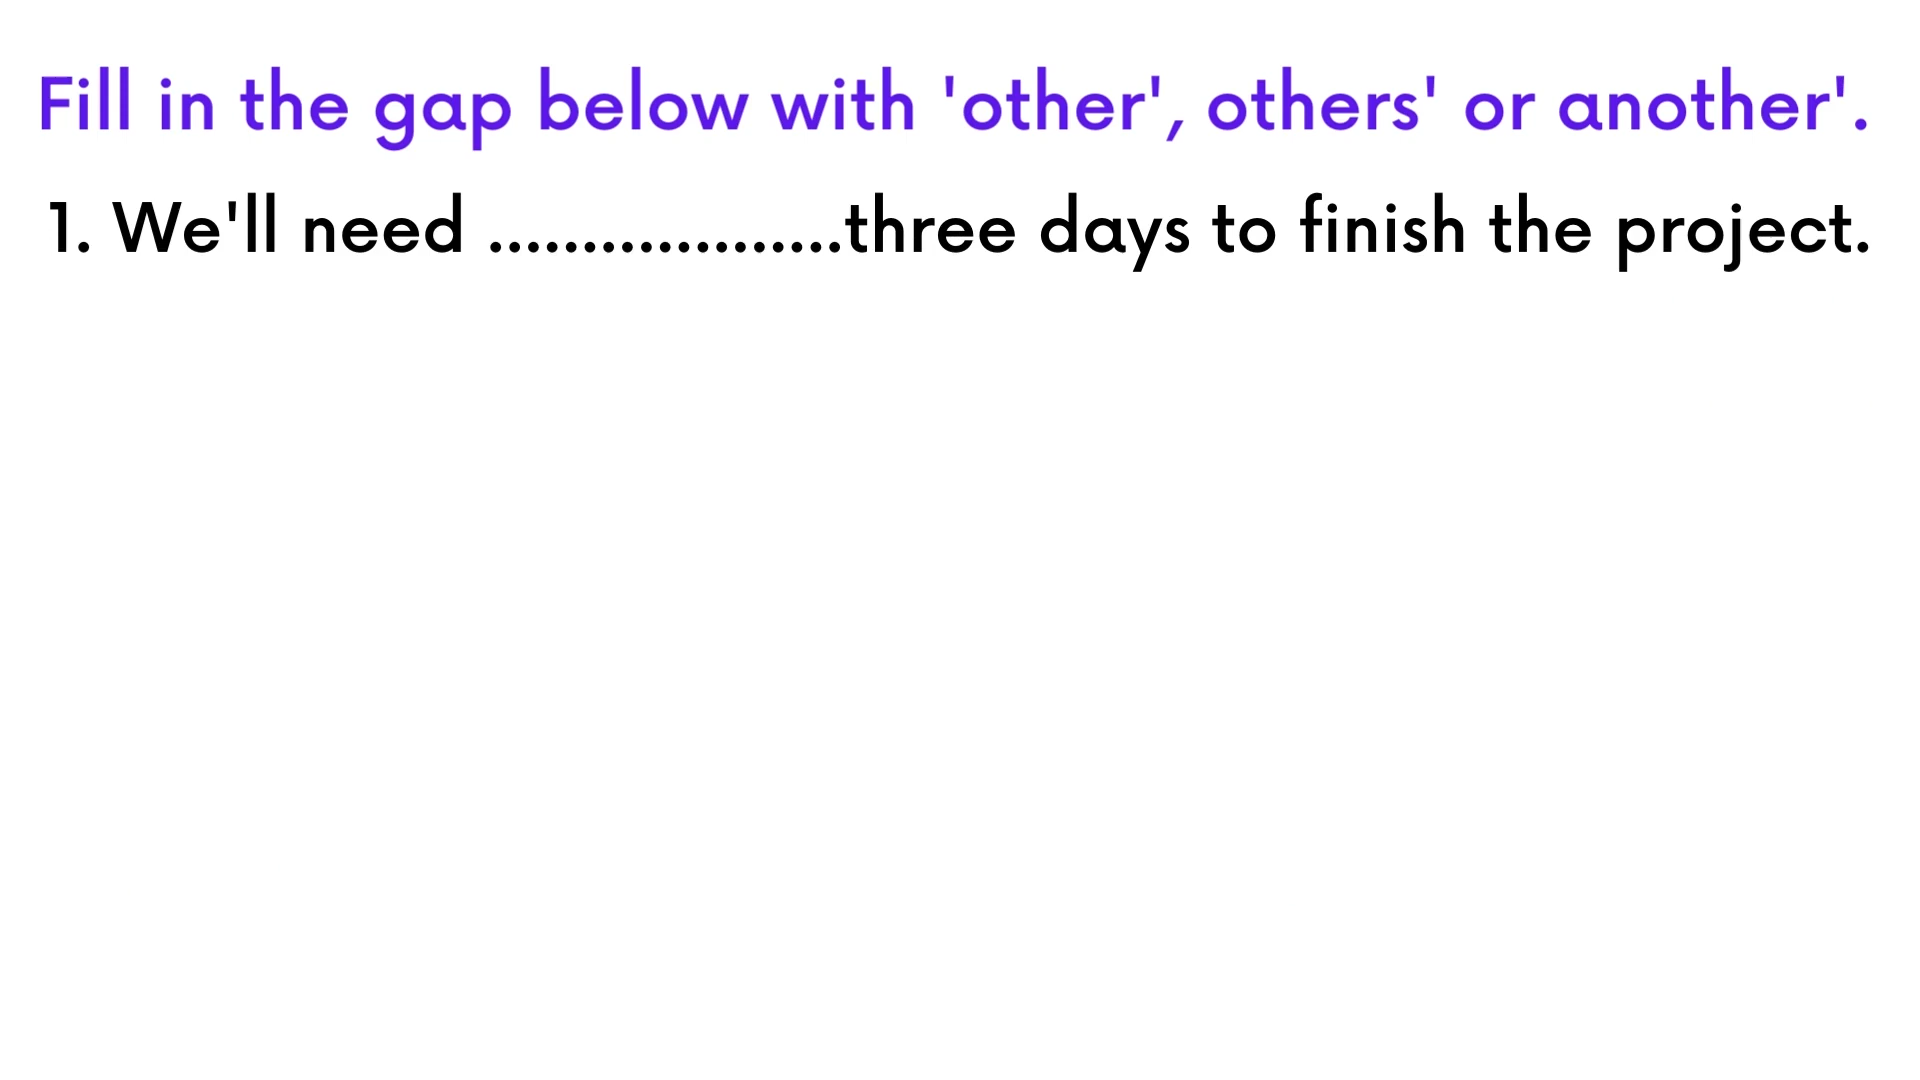 Fill in the gap below with 'other', others' or another'.
1. We'll need ...................three days to finish the project.